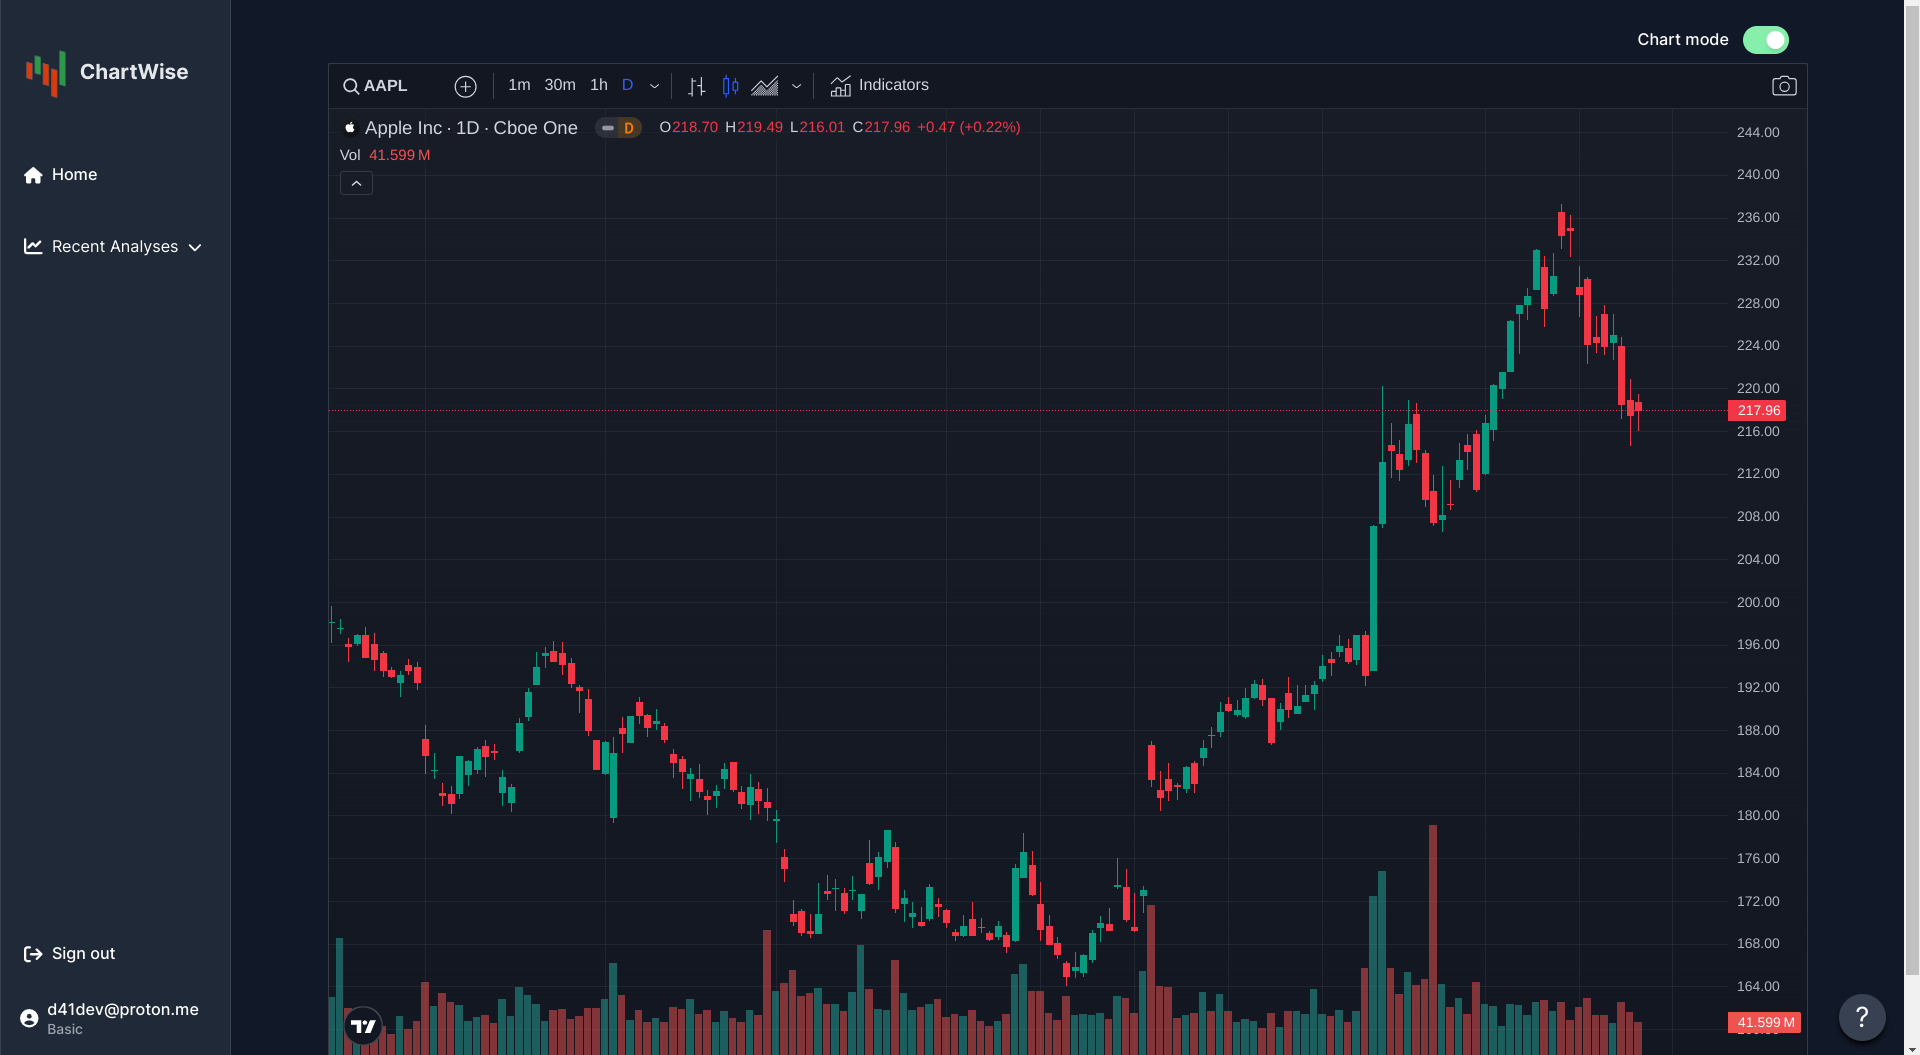 ChartWise
Home
Recent Analyses
Sign out
d41dev@proton.me
Basic
Chart mode
AAPL 1m 30m 1h D Indicators
Apple Inc · 1D · Cboe One D O218.70 H219.49 L216.01 C217.96 +0.47 (+0.22%)
Vol 41.599 M
244.00
240.00
236.00
232.00
228.00
224.00
220.00
217.96
216.00
212.00
208.00
204.00
200.00
196.00
192.00
188.00
184.00
180.00
176.00
172.00
168.00
164.00
41.599 M
?